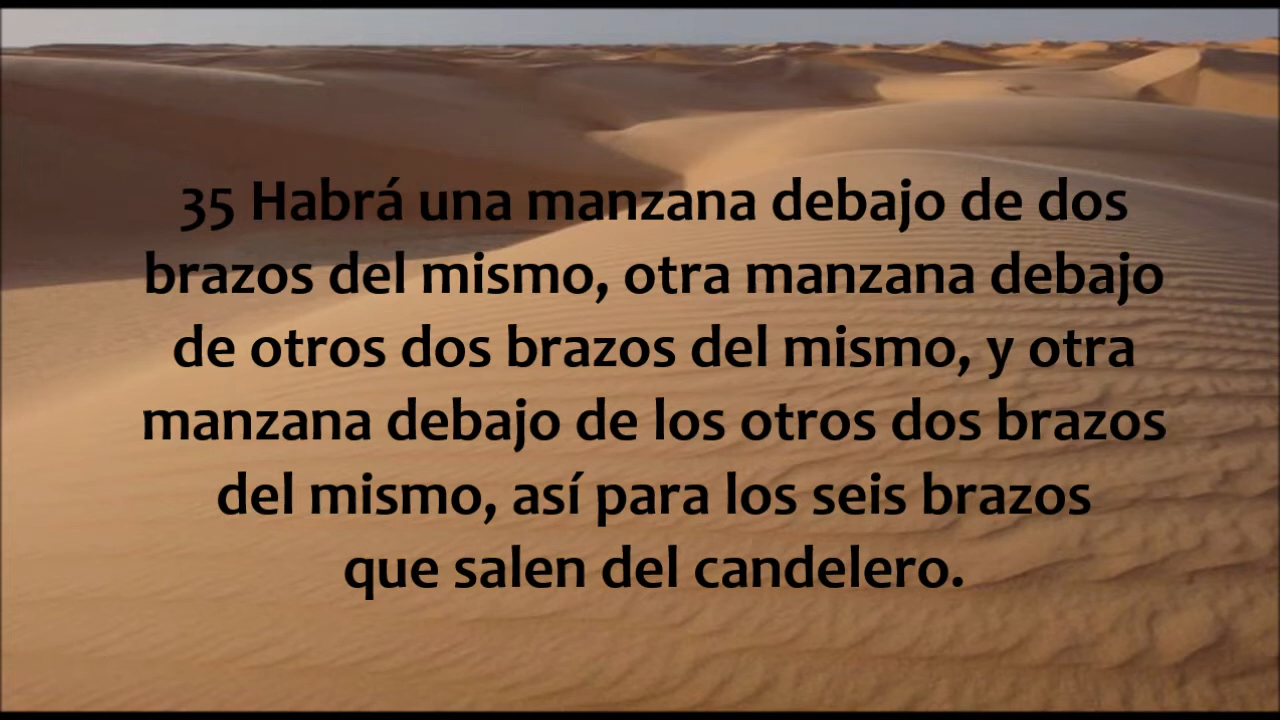 35 Habrá una manzana debajo de dos
brazos del mismo, otra manzana debajo
de otros dos brazos del mismo, y otra
manzana debajo de los otros dos brazos
del mismo, así para los seis brazos
que salen del candelero.